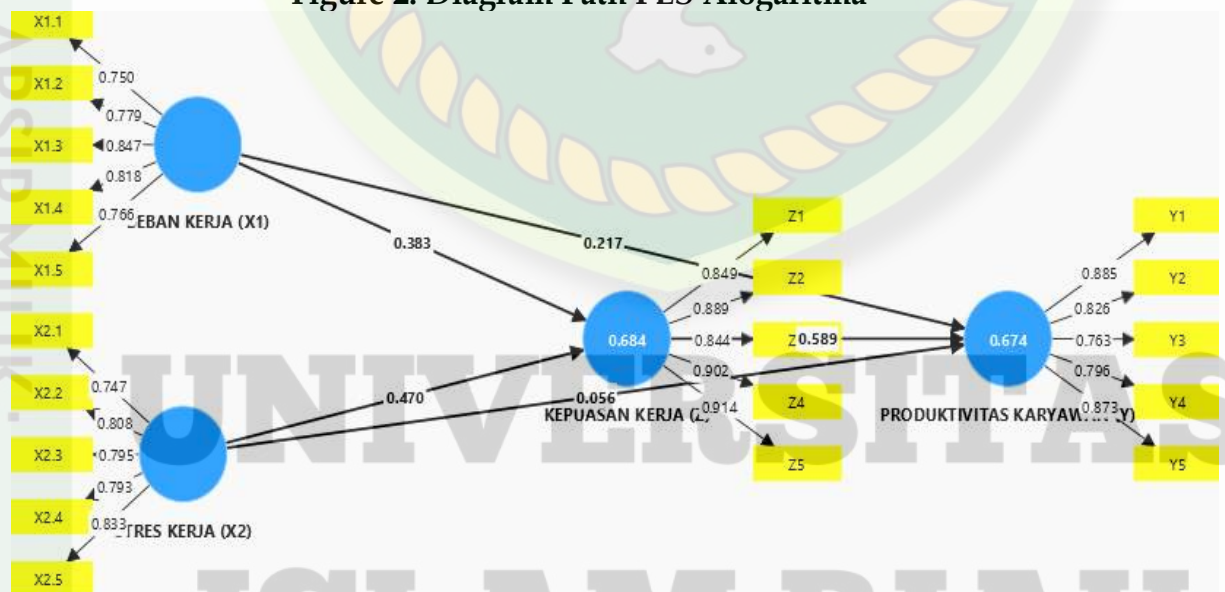 Figure 2. Diagram Path PLS Alogaritma
X1.1
0.750
X1.2
0.779
X1.3
0.847
0.818
X1.4
0.766
BEBAN KERJA (X1)
X1.5
0.383
0.217
X2.1
0.747
X2.2
0.808
X2.3
0.795
0.793
X2.4
0.833
STRES KERJA (X2)
X2.5
0.470
0.056
0.684
KEPUASAN KERJA (Z)
Z1
0.849
Z2
0.889
0.844
Z
0.589
0.902
Z4
0.914
Z5
0.674
PRODUKTIVITAS KARYAWAN (Y)
Y1
0.885
Y2
0.826
Y3
0.763
0.796
Y4
0.873
Y5
UNIVERSITAS
ISLAM RIAU